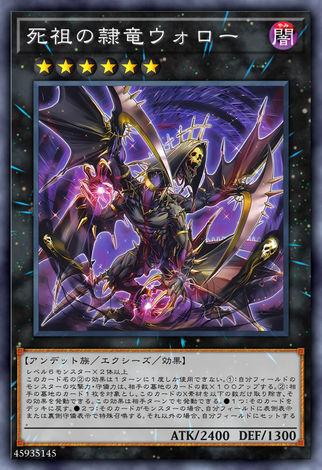 死祖の隷竜ウォロー
闇
やみ
【アンデット族／エクシーズ／効果】
レベル６モンスター×２体以上
このカード名の②の効果は１ターンに１度しか使用できない。①：自分フィールドの
モンスターの攻撃力・守備力は、相手の墓地のカードの数×１００アップする。②：相
手の墓地のカード１枚を対象とし、このカードのX素材を以下の数だけ取り除き、そ
の効果を発動できる。この効果は相手ターンでも発動できる。●１つ：そのカードを
デッキに戻す。●２つ：そのカードがモンスターの場合、自分フィールドに表側表示
または裏側守備表示で特殊召喚する。それ以外の場合、自分フィールドにセットする
ATK/2400 DEF/1300
45935145